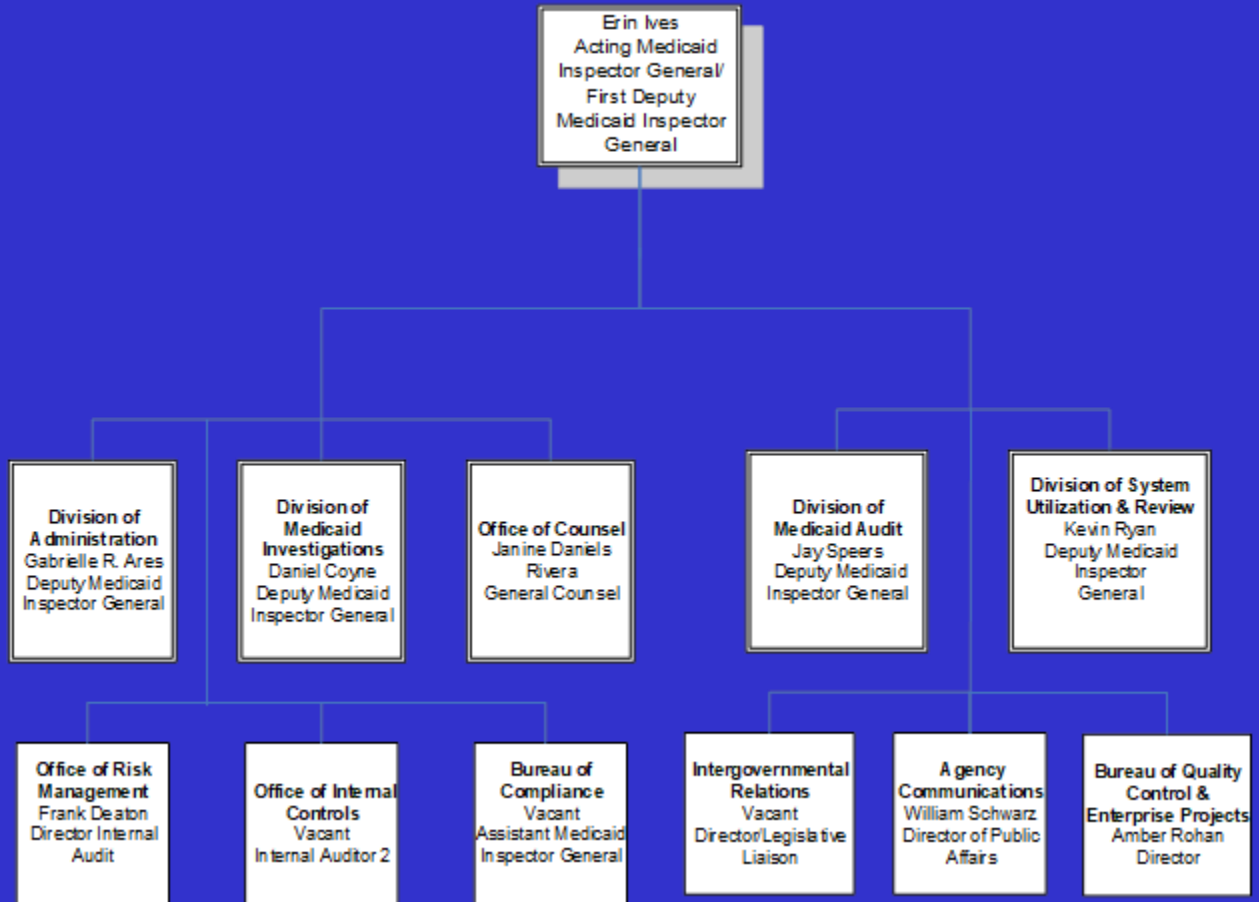 Erin Ives
Acting Medicaid
Inspector General/
First Deputy
Medicaid Inspector
General
Division of
Administration
Gabrielle R. Ares
Deputy Medicaid
Inspector General
Division of
Medicaid
Investigations
Daniel Coyne
Deputy Medicaid
Inspector General
Office of Counsel
Janine Daniels
Rivera
General Counsel
Division of
Medicaid Audit
Jay Speers
Deputy Medicaid
Inspector General
Division of System
Utilization & Review
Kevin Ryan
Deputy Medicaid
Inspector
General
Office of Risk
Management
Frank Deaton
Director Internal
Audit
Office of Internal
Controls
Vacant
Internal Auditor 2
Bureau of
Compliance
Vacant
Assistant Medicaid
Inspector General
Intergovernmental
Relations
Vacant
Director/Legislative
Liaison
Agency
Communications
William Schwarz
Director of Public
Affairs
Bureau of Quality
Control &
Enterprise Projects
Amber Rohan
Director